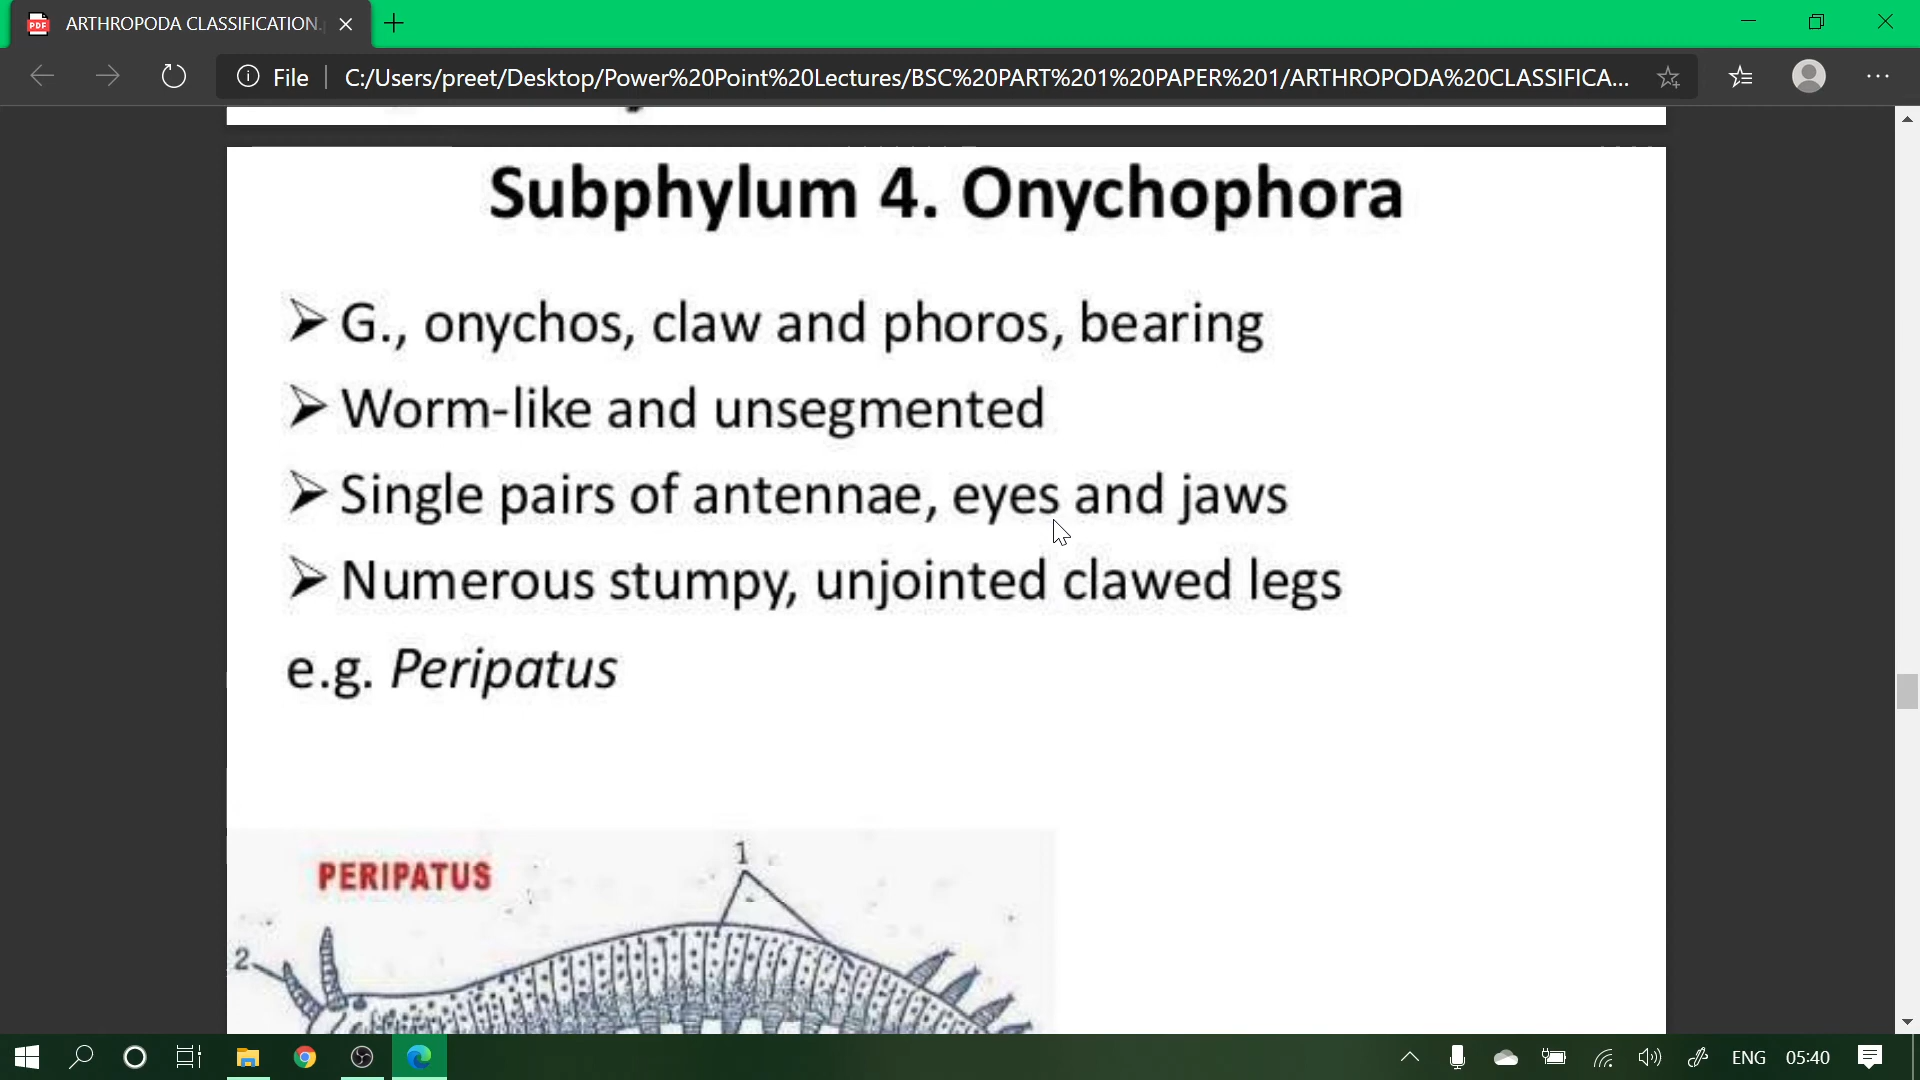 ARTHROPODA CLASSIFICATION.
File
C:/Users/preet/Desktop/Power%20Point%20Lectures/BSC%20PART%201%20PAPER%201/ARTHROPODA%20CLASSIFICA...
Subphylum 4. Onychophora
➢ G., onychos, claw and phoros, bearing
➢ Worm-like and unsegmented
➢ Single pairs of antennae, eyes and jaws
➢ Numerous stumpy, unjointed clawed legs
e.g. Peripatus
PERIPATUS
1
2
ENG 05:40